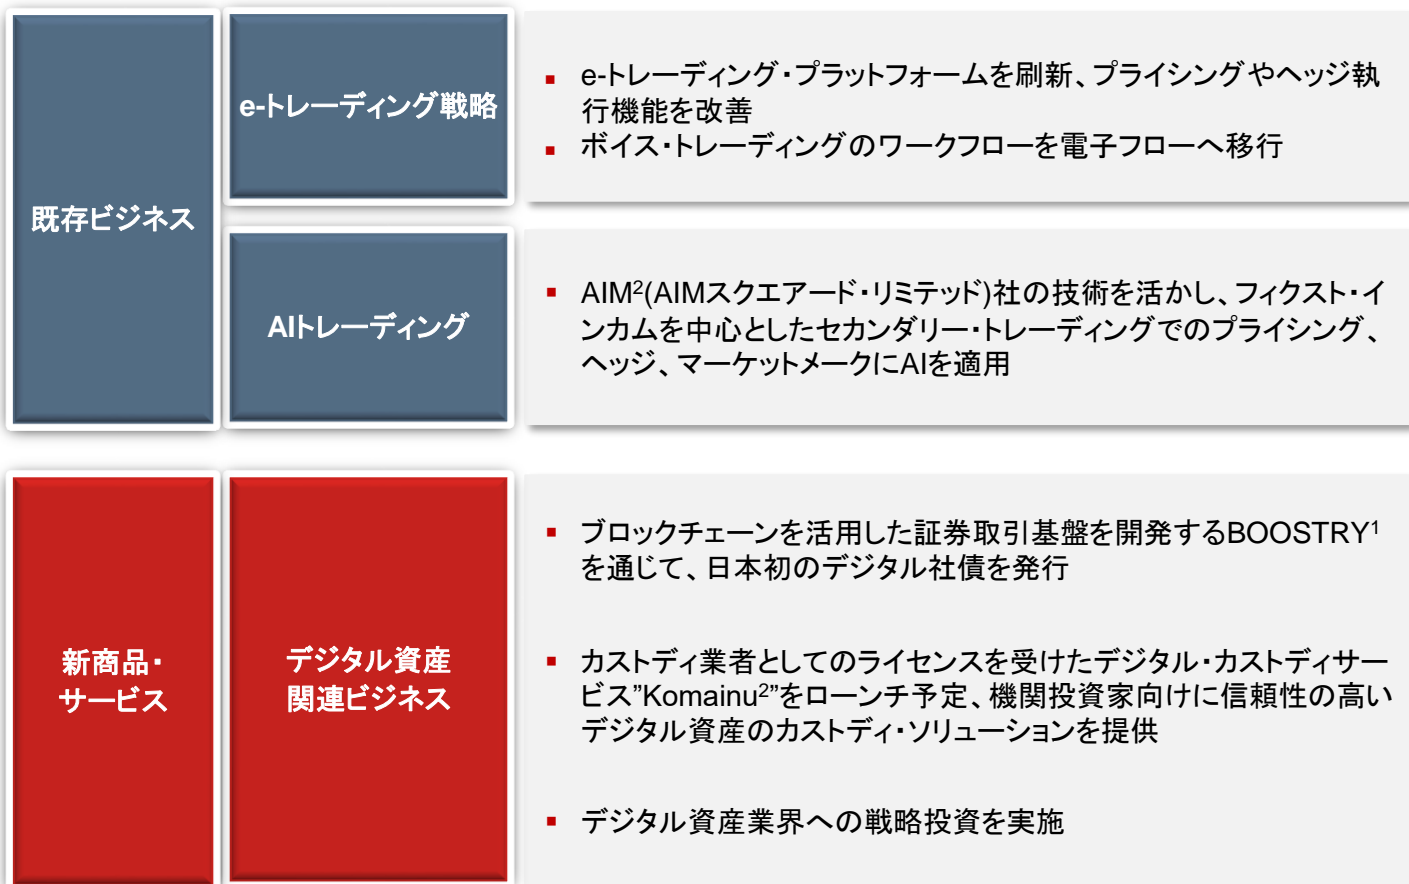 既存ビジネス
e-トレーディング戦略
▪ e-トレーディング・プラットフォームを刷新、プライシングやヘッジ執
行機能を改善
▪ ボイス・トレーディングのワークフローを電子フローへ移行
AIトレーディング
▪ AIM²(AIMスクエアード・リミテッド)社の技術を活かし、フィクスト・イ
ンカムを中心としたセカンダリー・トレーディングでのプライシング、
ヘッジ、マーケットメークにAIを適用
新商品・
サービス
デジタル資産
関連ビジネス
▪ ブロックチェーンを活用した証券取引基盤を開発するBOOSTRY¹
を通じて、日本初のデジタル社債を発行
▪ カストディ業者としてのライセンスを受けたデジタル・カストディサー
ビス”Komainu²”をローンチ予定、機関投資家向けに信頼性の高い
デジタル資産のカストディ・ソリューションを提供
▪ デジタル資産業界への戦略投資を実施